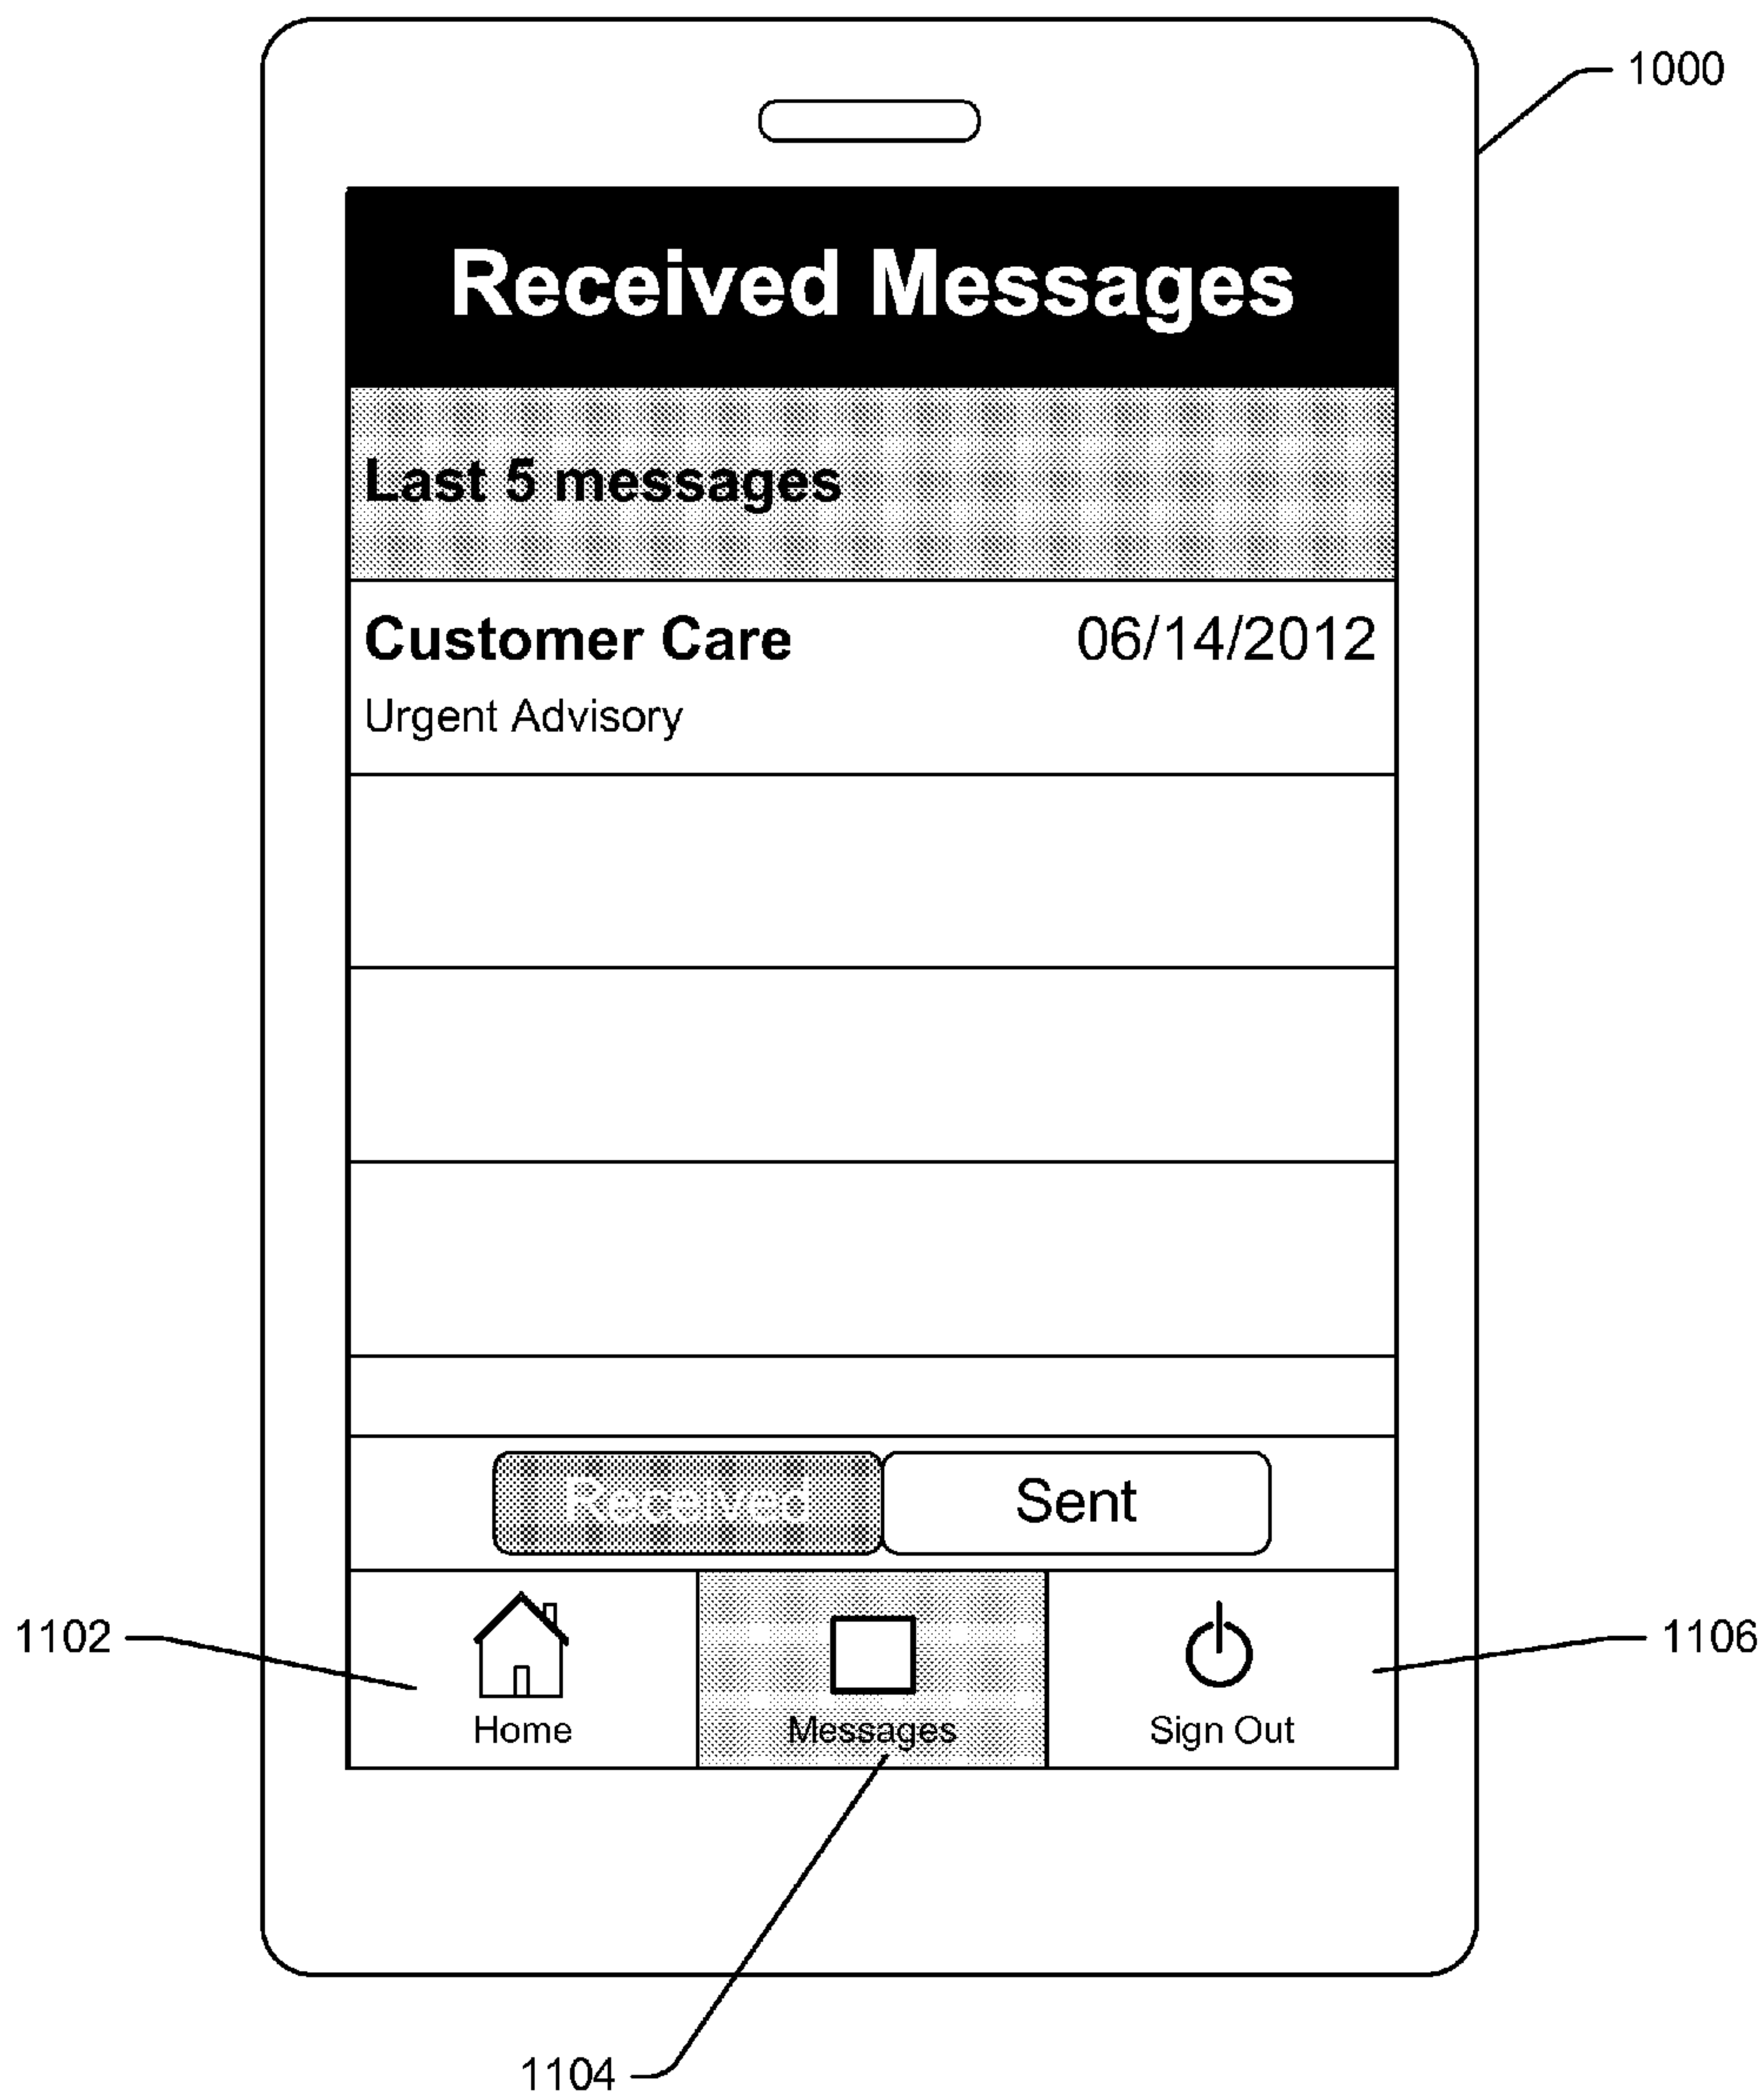 1000
Received Messages
Last 5 messages
Customer Care 06/14/2012
Urgent Advisory
Received Sent
1102 1106
Home Messages Sign Out
1104